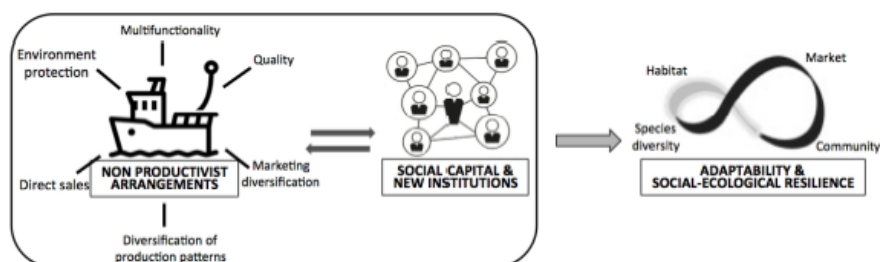 Multifunctionality
Environment
protection
Quality
Direct sales
NON PRODUCTIVIST
ARRANGEMENTS
Marketing
diversification
Diversification of
production patterns
SOCIAL CAPITAL &
NEW INSTITUTIONS
Habitat
Market
Species
diversity
Community
ADAPTABILITY &
SOCIAL-ECOLOGICAL RESILIENCE